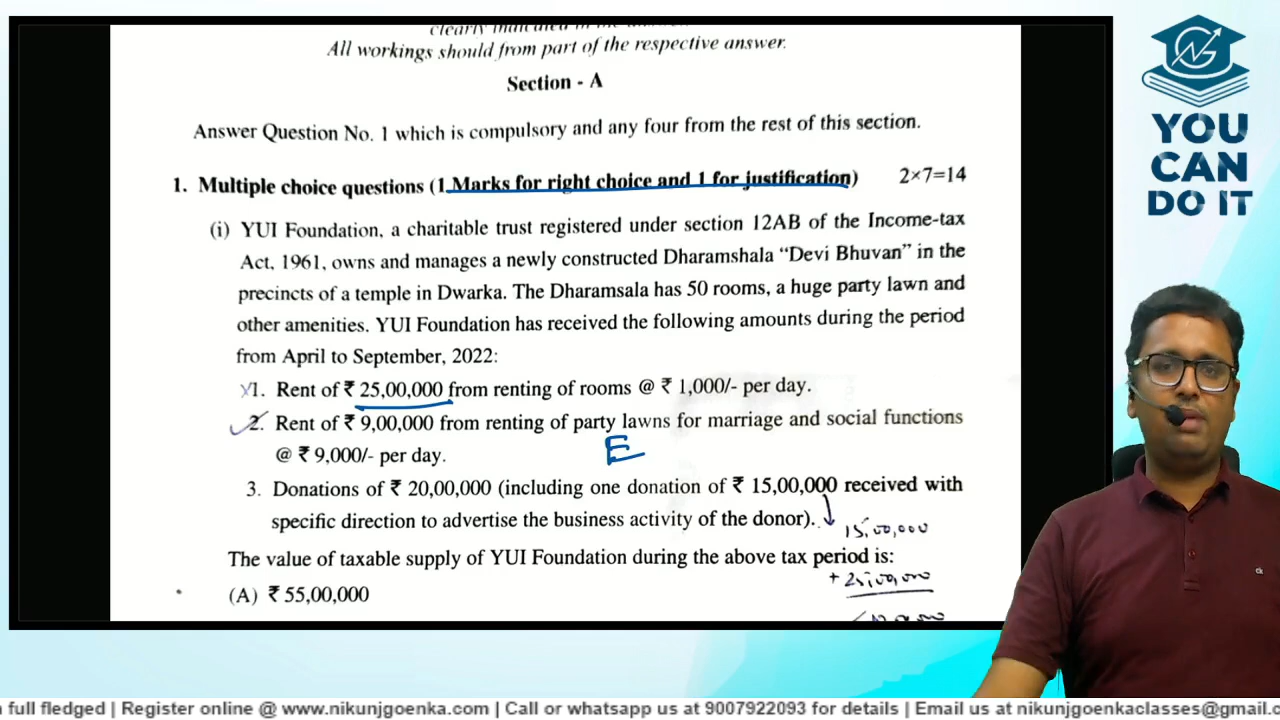 clearly indicated in the answer.
All workings should from part of the respective answer.
Section - A
Answer Question No. 1 which is compulsory and any four from the rest of this section.
1. Multiple choice questions (1 Marks for right choice and 1 for justification) 2×7=14
(i) YUI Foundation, a charitable trust registered under section 12AB of the Income-tax
Act, 1961, owns and manages a newly constructed Dharamshala “Devi Bhuvan” in the
precincts of a temple in Dwarka. The Dharamsala has 50 rooms, a huge party lawn and
other amenities. YUI Foundation has received the following amounts during the period
from April to September, 2022:
1. Rent of ₹ 25,00,000 from renting of rooms @ ₹ 1,000/- per day.
2. Rent of ₹ 9,00,000 from renting of party lawns for marriage and social functions
@ ₹ 9,000/- per day.
E
3. Donations of ₹ 20,00,000 (including one donation of ₹ 15,00,000 received with
specific direction to advertise the business activity of the donor).
15,00,000
The value of taxable supply of YUI Foundation during the above tax period is:
+ 25,00,000
(A) ₹ 55,00,000
NG
YOU
CAN
DO IT
full fledged | Register online @ www.nikunjgoenka.com | Call or whatsapp us at 9007922093 for details | Email us at nikunjgoenkaclasses@gmail.c